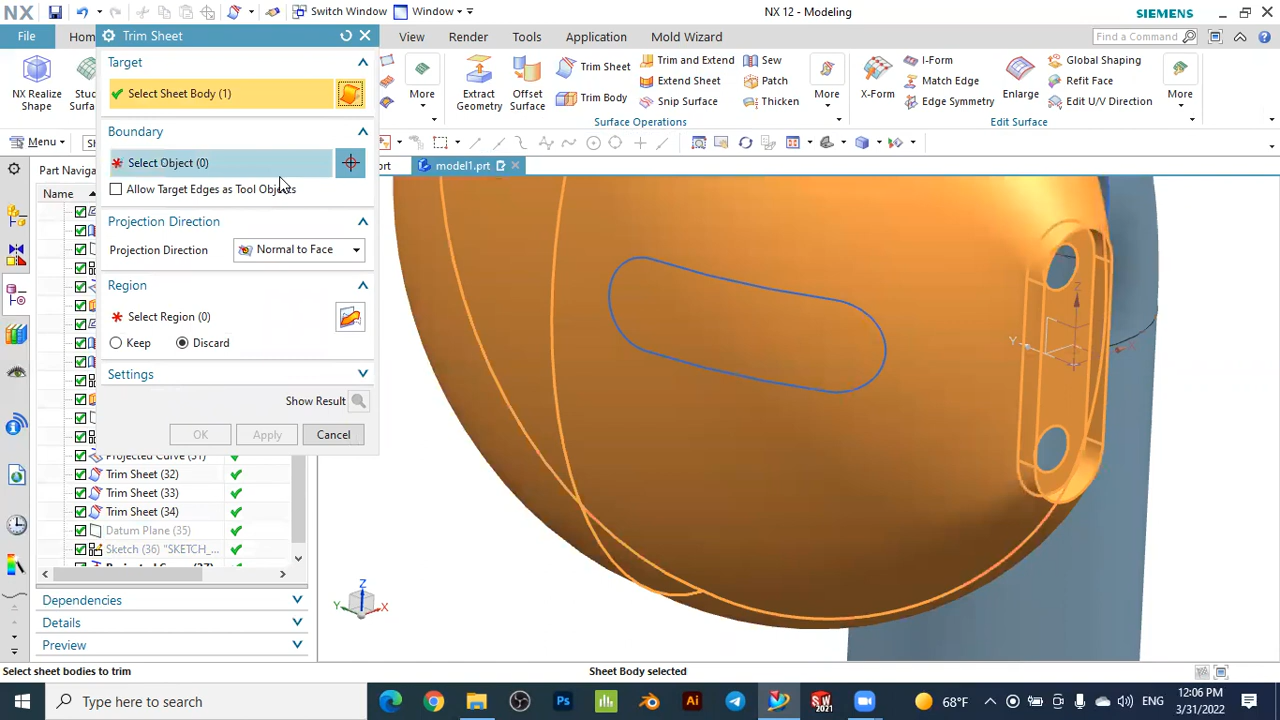 NX
Switch Window
Window
NX 12 - Modeling
SIEMENS
File
Hom
View
Render
Tools
Application
Mold Wizard
Find a Command
Trim Sheet
NX Realize
Shape
Stu
Su
More
Extract
Geometry
Offset
Surface
Trim Sheet
Trim Body
Trim and Extend
Extend Sheet
Snip Surface
Sew
Patch
Thicken
More
Surface Operations
X-Form
I-Form
Match Edge
Edge Symmetry
Enlarge
Global Shaping
Refit Face
Edit U/V Direction
More
Edit Surface
Menu
prt
model1.prt
Part Naviga
Name
Target
Select Sheet Body (1)
Boundary
Select Object (0)
Allow Target Edges as Tool Objects
Projection Direction
Projection Direction
Normal to Face
Region
Select Region (0)
Keep
Discard
Settings
Show Result
OK
Apply
Cancel
Trim Sheet (32)
Trim Sheet (33)
Trim Sheet (34)
Datum Plane (35)
Sketch (36) "SKETCH_...
Dependencies
Details
Preview
Z
Y
X
Z
Y
Select sheet bodies to trim
Sheet Body selected
Type here to search
68°F
ENG
12:06 PM
3/31/2022